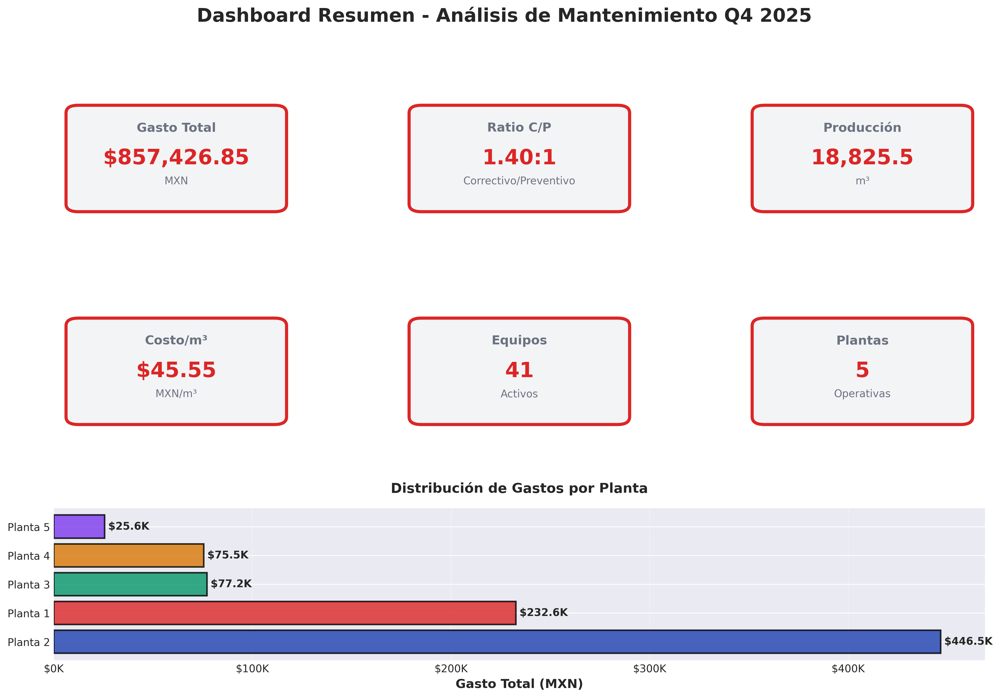 Dashboard Resumen - Análisis de Mantenimiento Q4 2025
Gasto Total
$857,426.85
MXN
Ratio C/P
1.40:1
Correctivo/Preventivo
Producción
18,825.5
m³
Costo/m³
$45.55
MXN/m³
Equipos
41
Activos
Plantas
5
Operativas
Distribución de Gastos por Planta
Planta 5 $25.6K
Planta 4 $75.5K
Planta 3 $77.2K
Planta 1 $232.6K
Planta 2 $446.5K
$0K $100K $200K $300K $400K
Gasto Total (MXN)